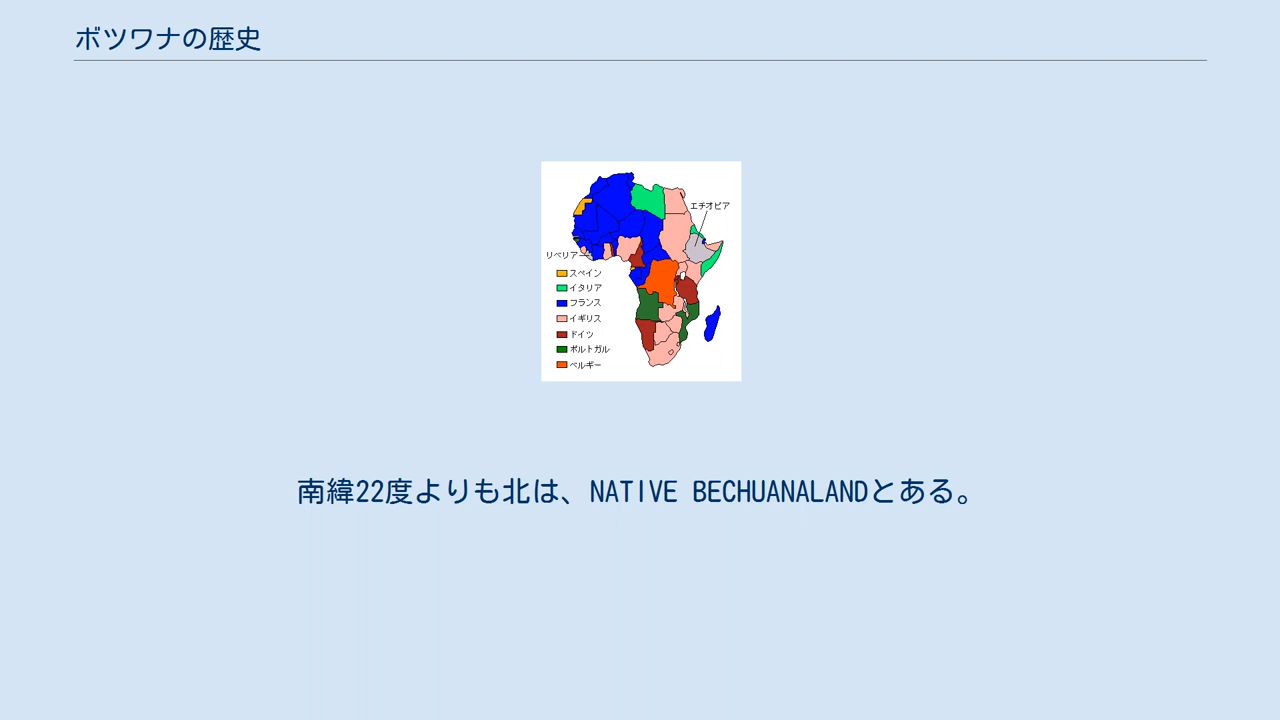 ボツワナの歴史
エチオピア
リベリア
スペイン
イタリア
フランス
イギリス
ドイツ
ポルトガル
ベルギー
南緯22度よりも北は、NATIVE BECHUANALANDとある。